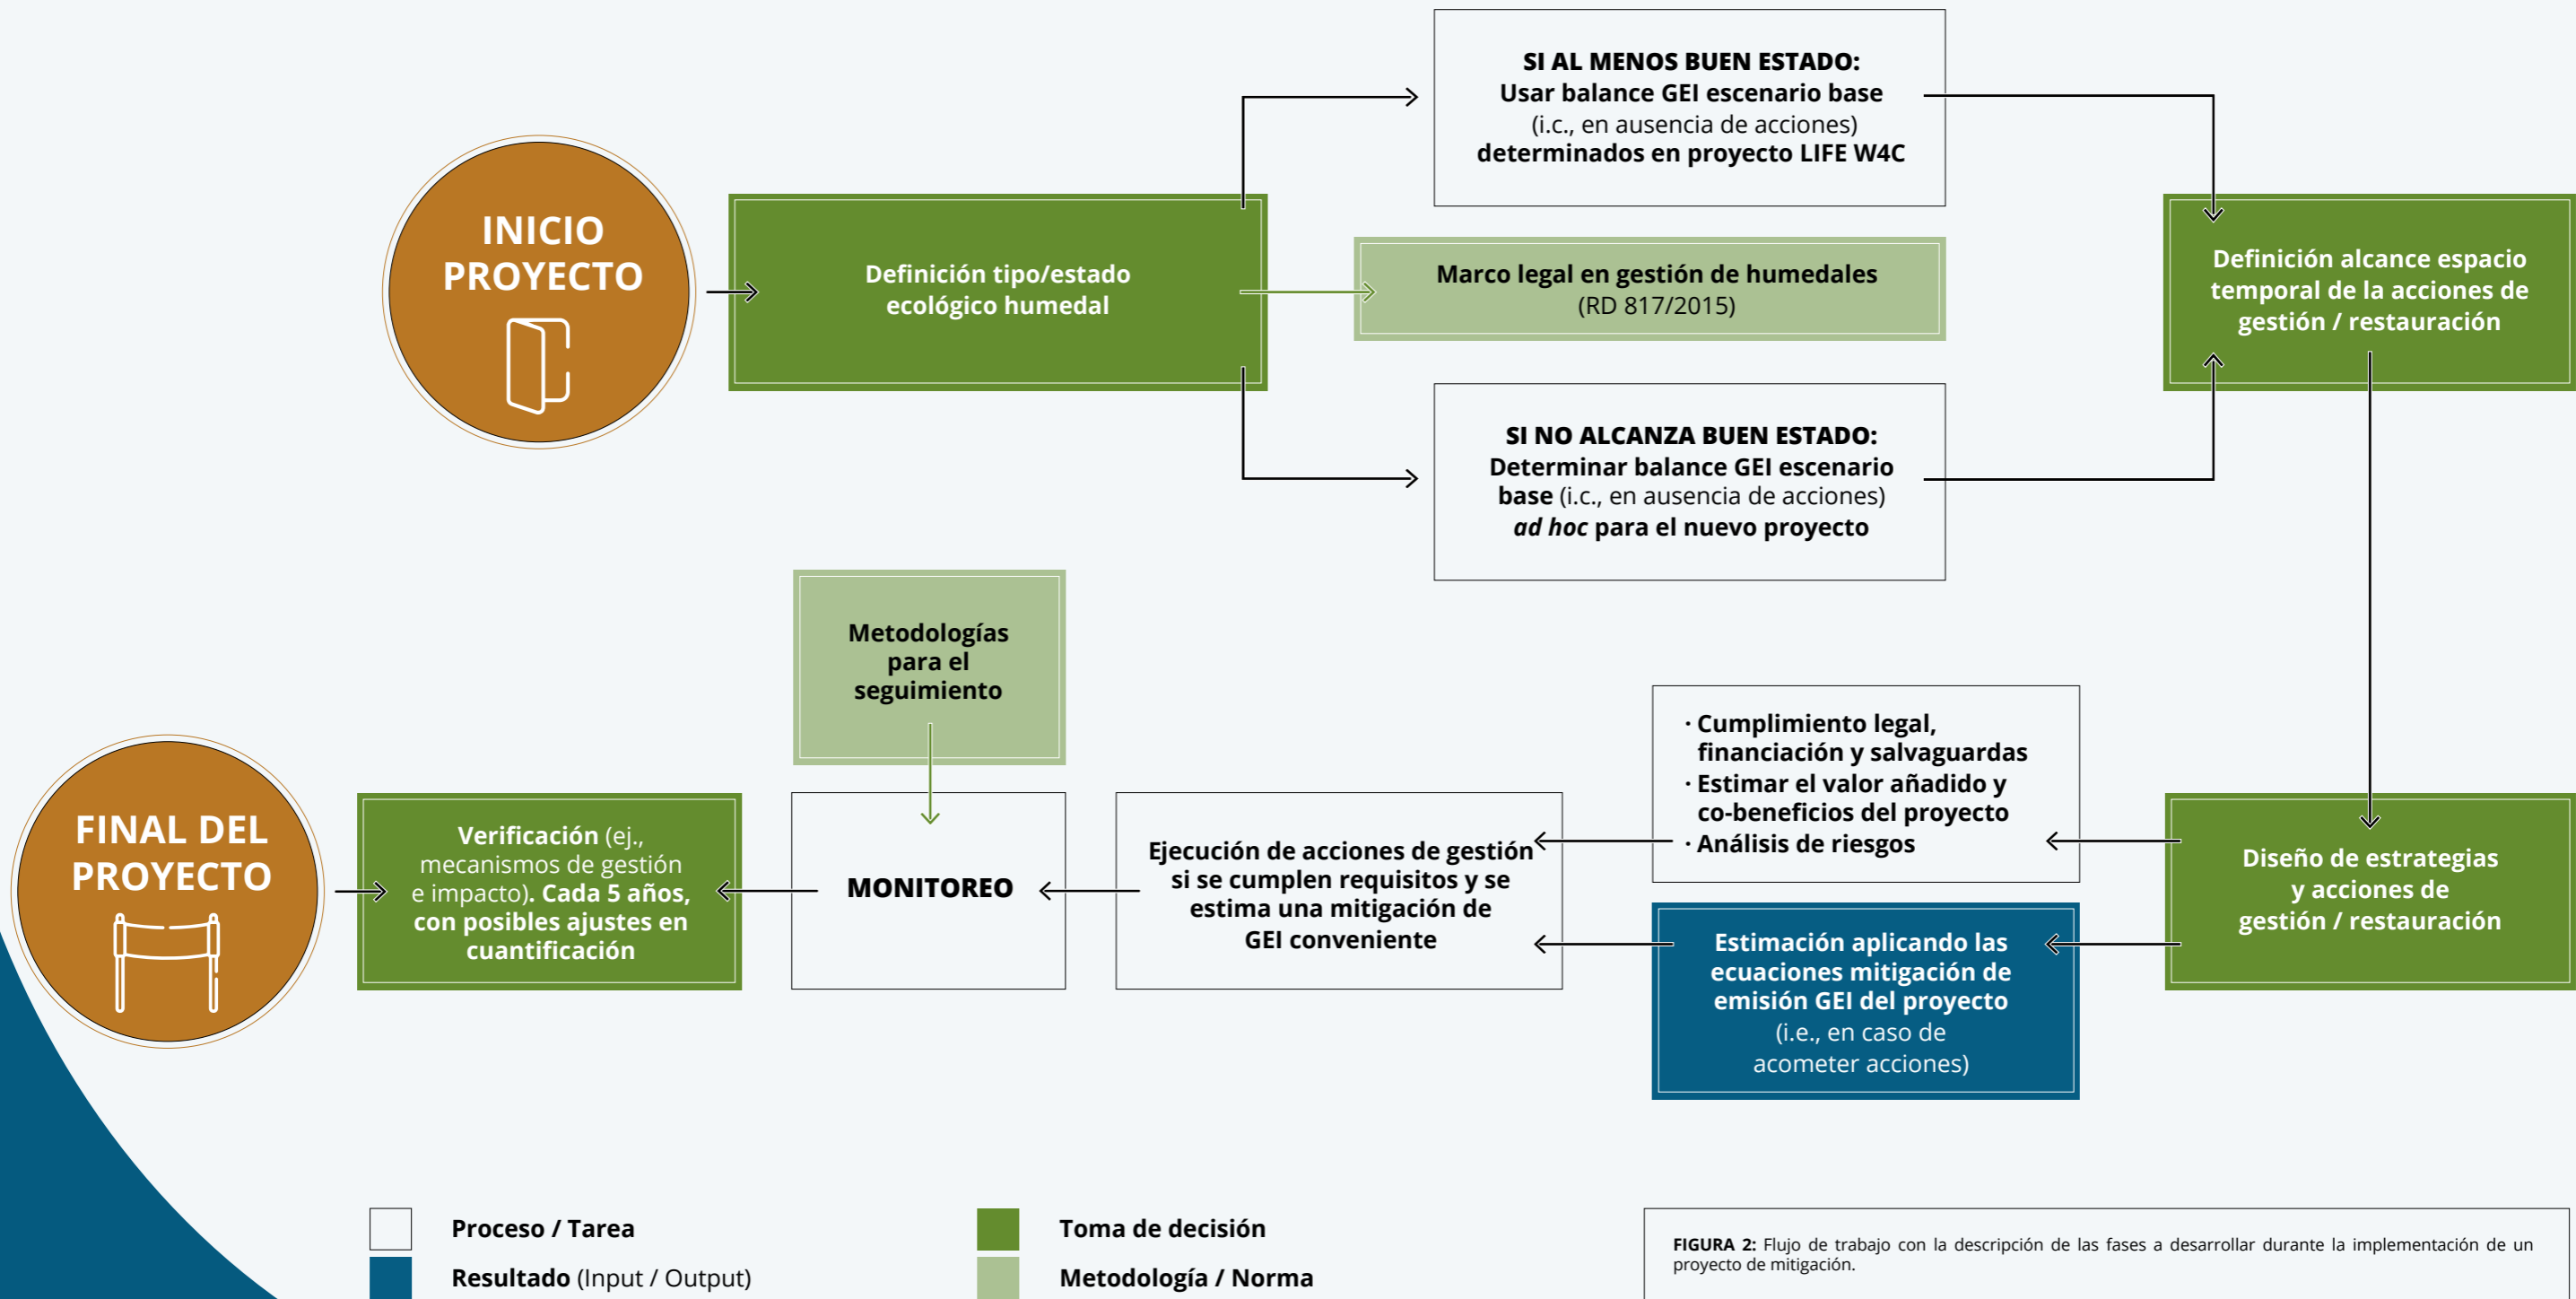 INICIO
PROYECTO
Definición tipo/estado
ecológico humedal
SI AL MENOS BUEN ESTADO:
Usar balance GEI escenario base
(i.c., en ausencia de acciones)
determinados en proyecto LIFE W4C
Marco legal en gestión de humedales
(RD 817/2015)
SI NO ALCANZA BUEN ESTADO:
Determinar balance GEI escenario
base (i.c., en ausencia de acciones)
ad hoc para el nuevo proyecto
Definición alcance espacio
temporal de la acciones de
gestión / restauración
Diseño de estrategias
y acciones de
gestión / restauración
· Cumplimiento legal,
financiación y salvaguardas
· Estimar el valor añadido y
co-beneficios del proyecto
· Análisis de riesgos
Estimación aplicando las
ecuaciones mitigación de
emisión GEI del proyecto
(i.e., en caso de
acometer acciones)
Ejecución de acciones de gestión
si se cumplen requisitos y se
estima una mitigación de
GEI conveniente
Metodologías
para el
seguimiento
MONITOREO
Verificación (ej.,
mecanismos de gestión
e impacto). Cada 5 años,
con posibles ajustes en
cuantificación
FINAL DEL
PROYECTO
Proceso / Tarea
Resultado (Input / Output)
Toma de decisión
Metodología / Norma
FIGURA 2: Flujo de trabajo con la descripción de las fases a desarrollar durante la implementación de un
proyecto de mitigación.